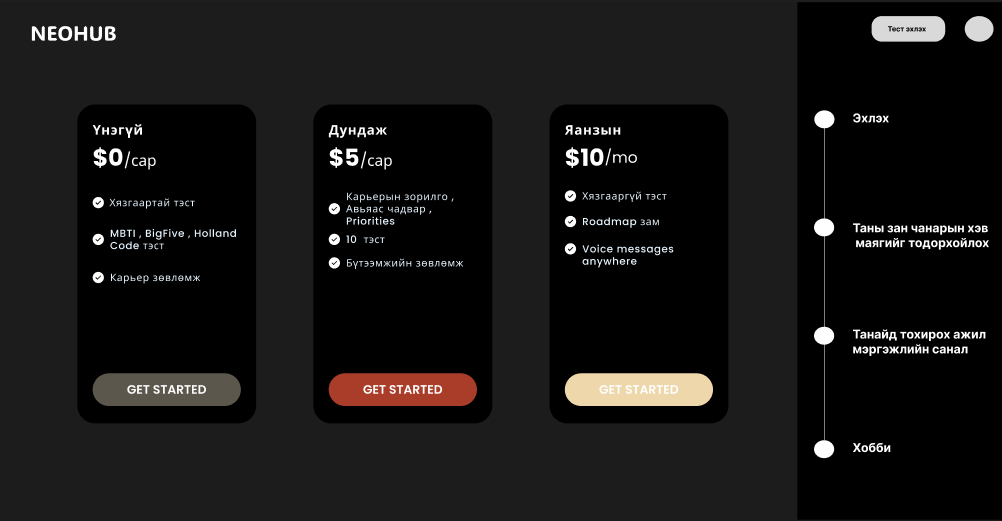 NEOHUB
Тест эхлэх
Үнэгүй
$0/сар
Хязгаартай тэст
MBTI , BigFive , Holland
Code тэст
Карьер зөвлөмж
GET STARTED
Дундаж
$5/сар
Карьерын зорилго ,
Авьяас чадвар ,
Priorities
10 тэст
Бүтээмжийн зөвлөмж
GET STARTED
Янзын
$10/mo
Хязгааргүй тэст
Roadmap зам
Voice messages
anywhere
GET STARTED
Эхлэх
Таны зан чанарын хэв
маягийг тодорхойлох
Танайд тохирох ажил
мэргэжлийн санал
Хобби